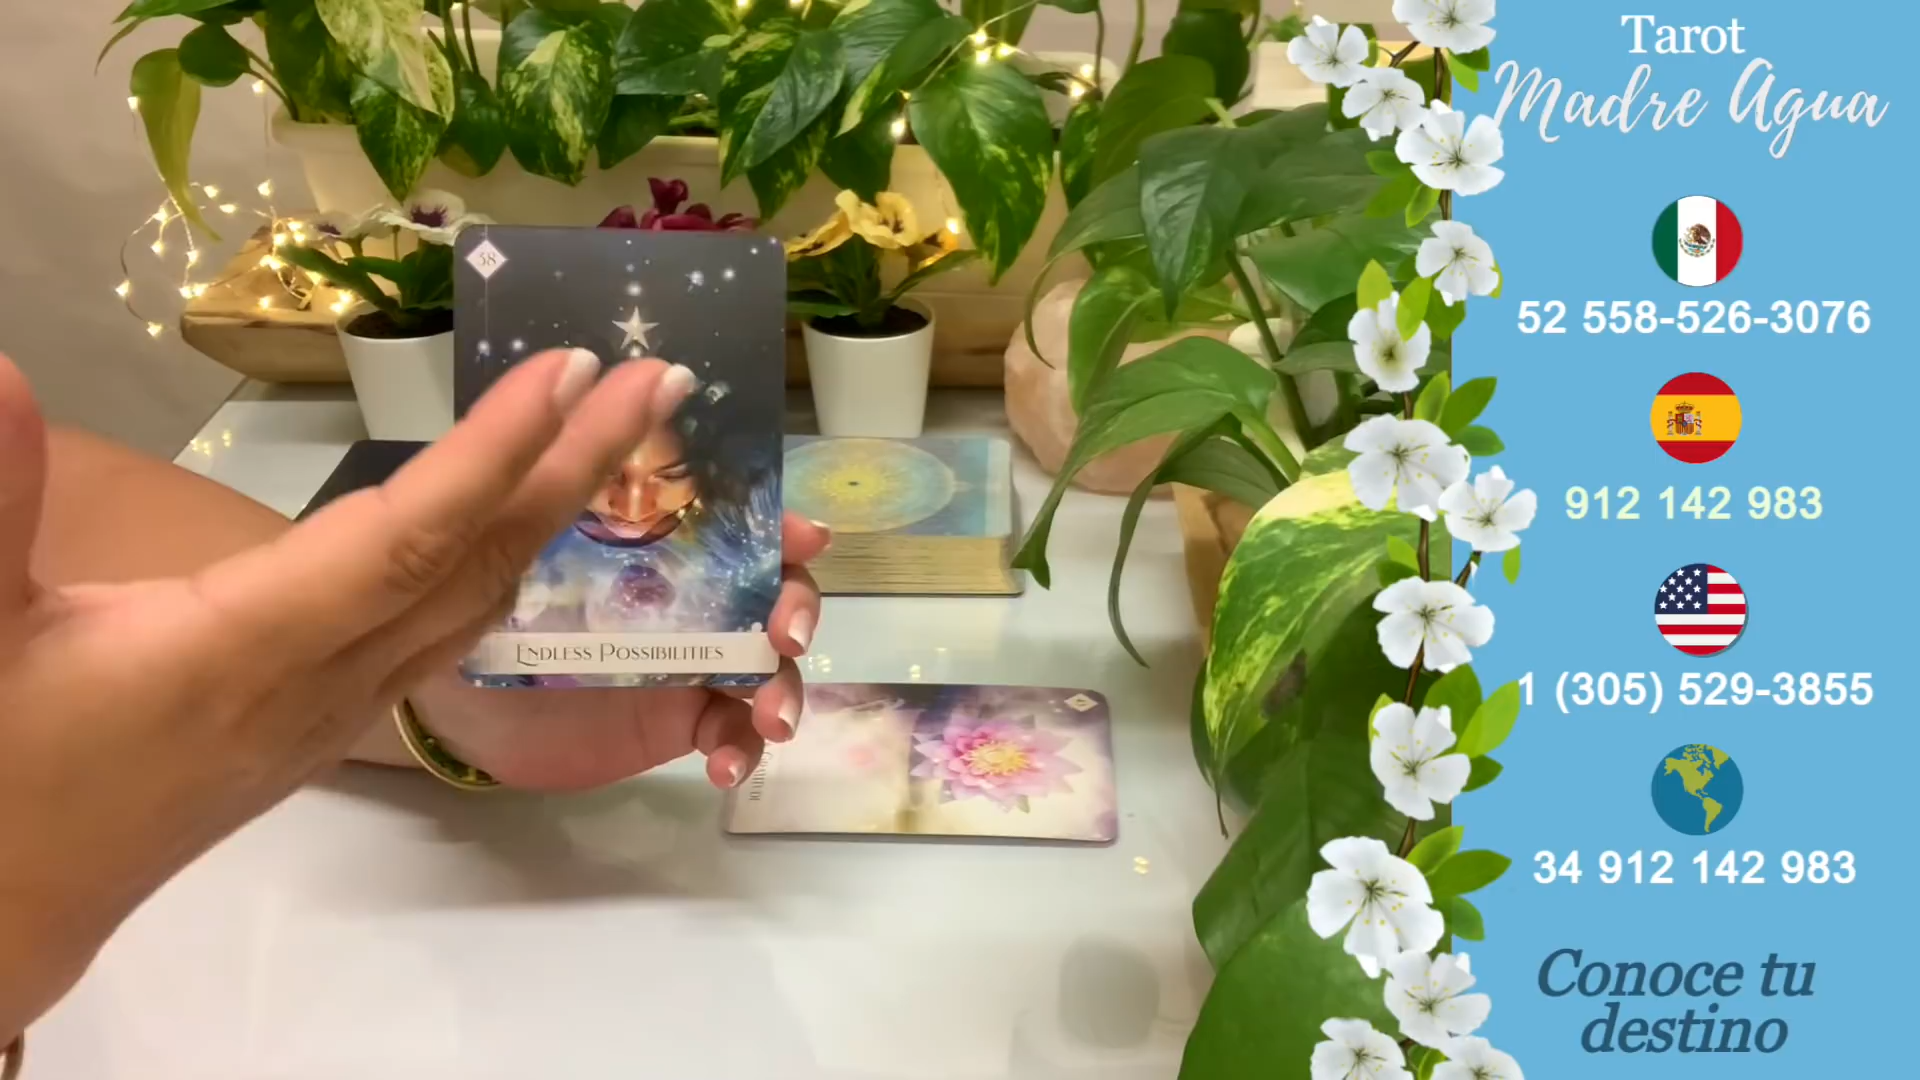 Tarot
Madre Agua
52 558-526-3076
912 142 983
1 (305) 529-3855
34 912 142 983
Conoce tu
destino
38
ENDLESS POSSIBILITIES